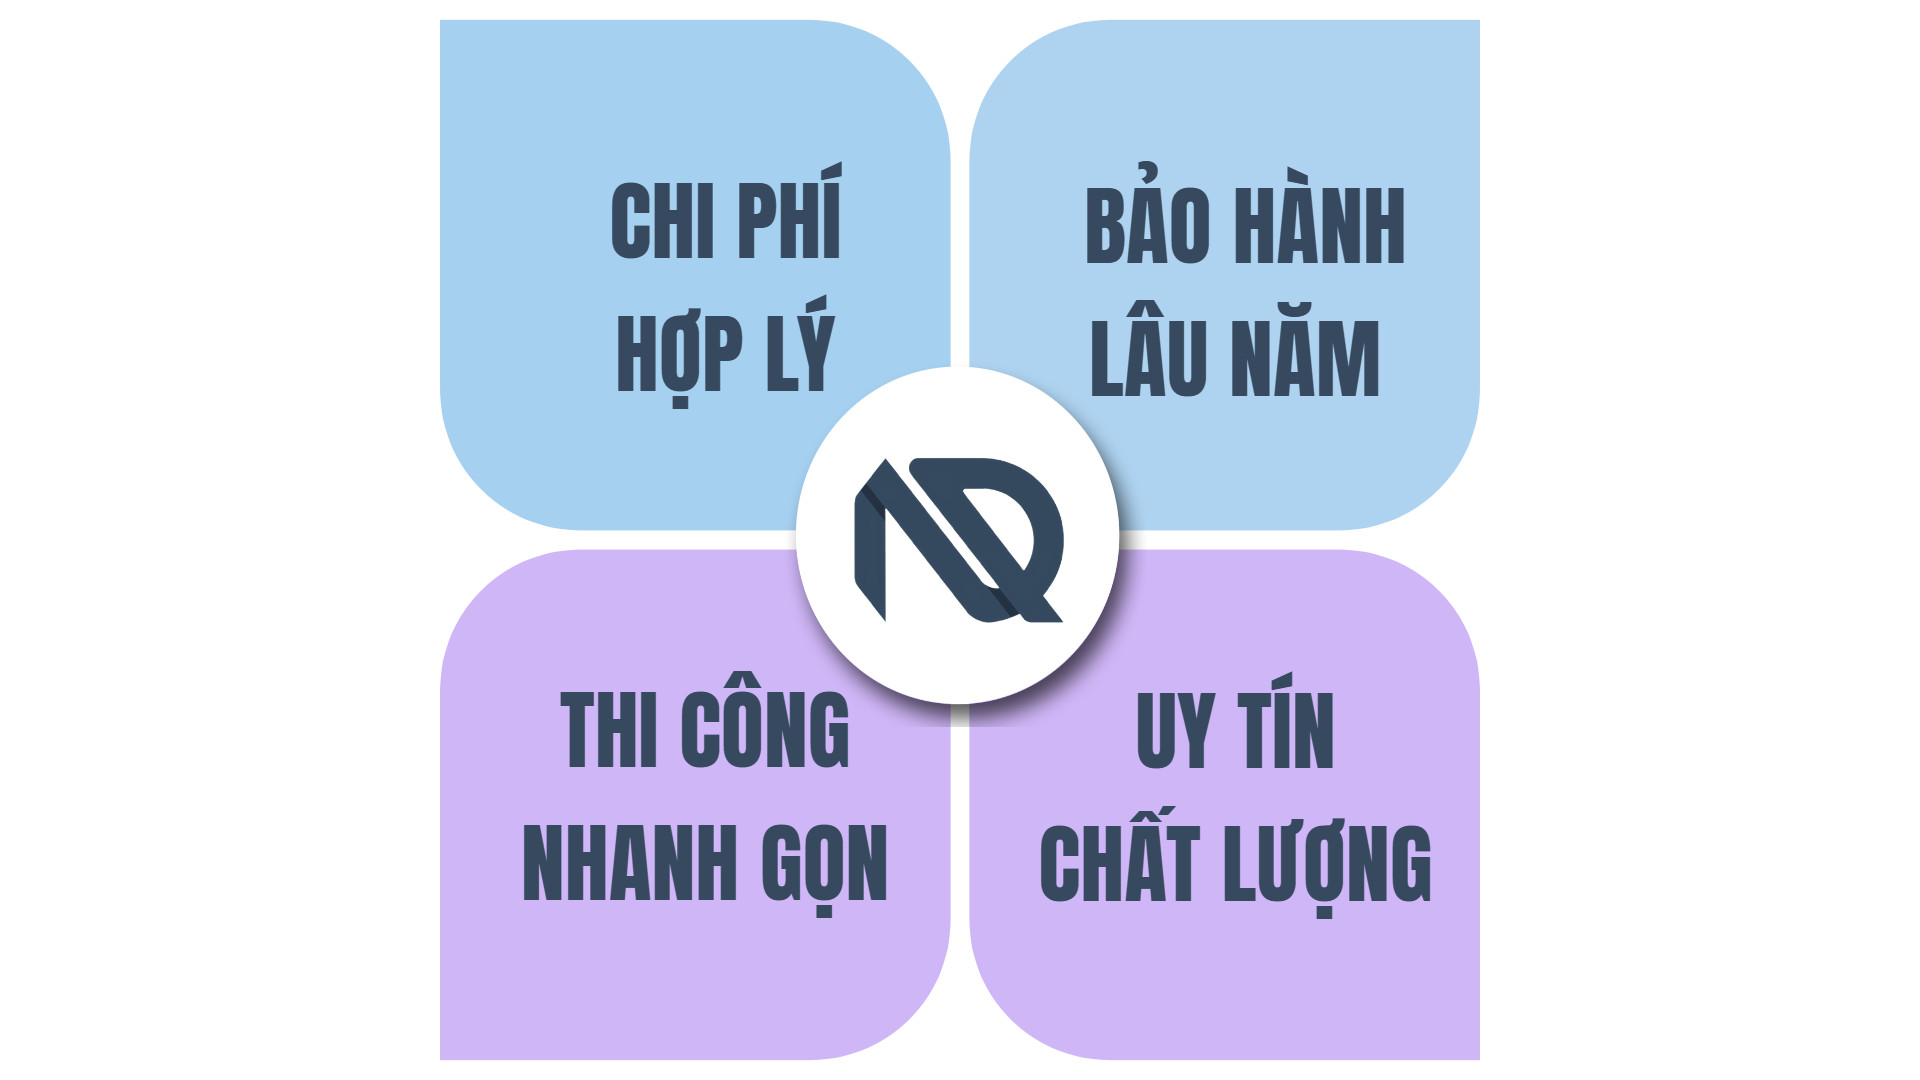 CHI PHÍ
HỢP LÝ
BẢO HÀNH
LÂU NĂM
NQ
THI CÔNG
NHANH GỌN
UY TÍN
CHẤT LƯỢNG